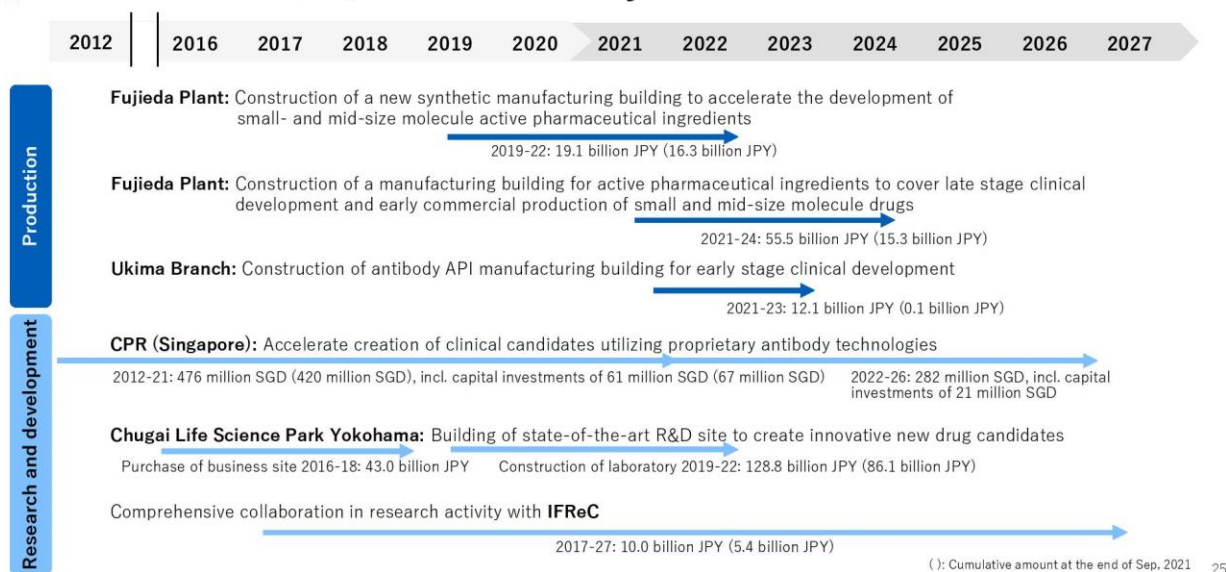 2012 2016 2017 2018 2019 2020 2021 2022 2023 2024 2025 2026 2027
Production
Fujieda Plant: Construction of a new synthetic manufacturing building to accelerate the development of
small- and mid-size molecule active pharmaceutical ingredients
2019-22: 19.1 billion JPY (16.3 billion JPY)
Fujieda Plant: Construction of a manufacturing building for active pharmaceutical ingredients to cover late stage clinical
development and early commercial production of small and mid-size molecule drugs
2021-24: 55.5 billion JPY (15.3 billion JPY)
Ukima Branch: Construction of antibody API manufacturing building for early stage clinical development
2021-23: 12.1 billion JPY (0.1 billion JPY)
Research and development
CPR (Singapore): Accelerate creation of clinical candidates utilizing proprietary antibody technologies
2012-21: 476 million SGD (420 million SGD), incl. capital investments of 61 million SGD (67 million SGD)
2022-26: 282 million SGD, incl. capital
investments of 21 million SGD
Chugai Life Science Park Yokohama: Building of state-of-the-art R&D site to create innovative new drug candidates
Purchase of business site 2016-18: 43.0 billion JPY
Construction of laboratory 2019-22: 128.8 billion JPY (86.1 billion JPY)
Comprehensive collaboration in research activity with IFReC
2017-27: 10.0 billion JPY (5.4 billion JPY)
( ): Cumulative amount at the end of Sep, 2021
25